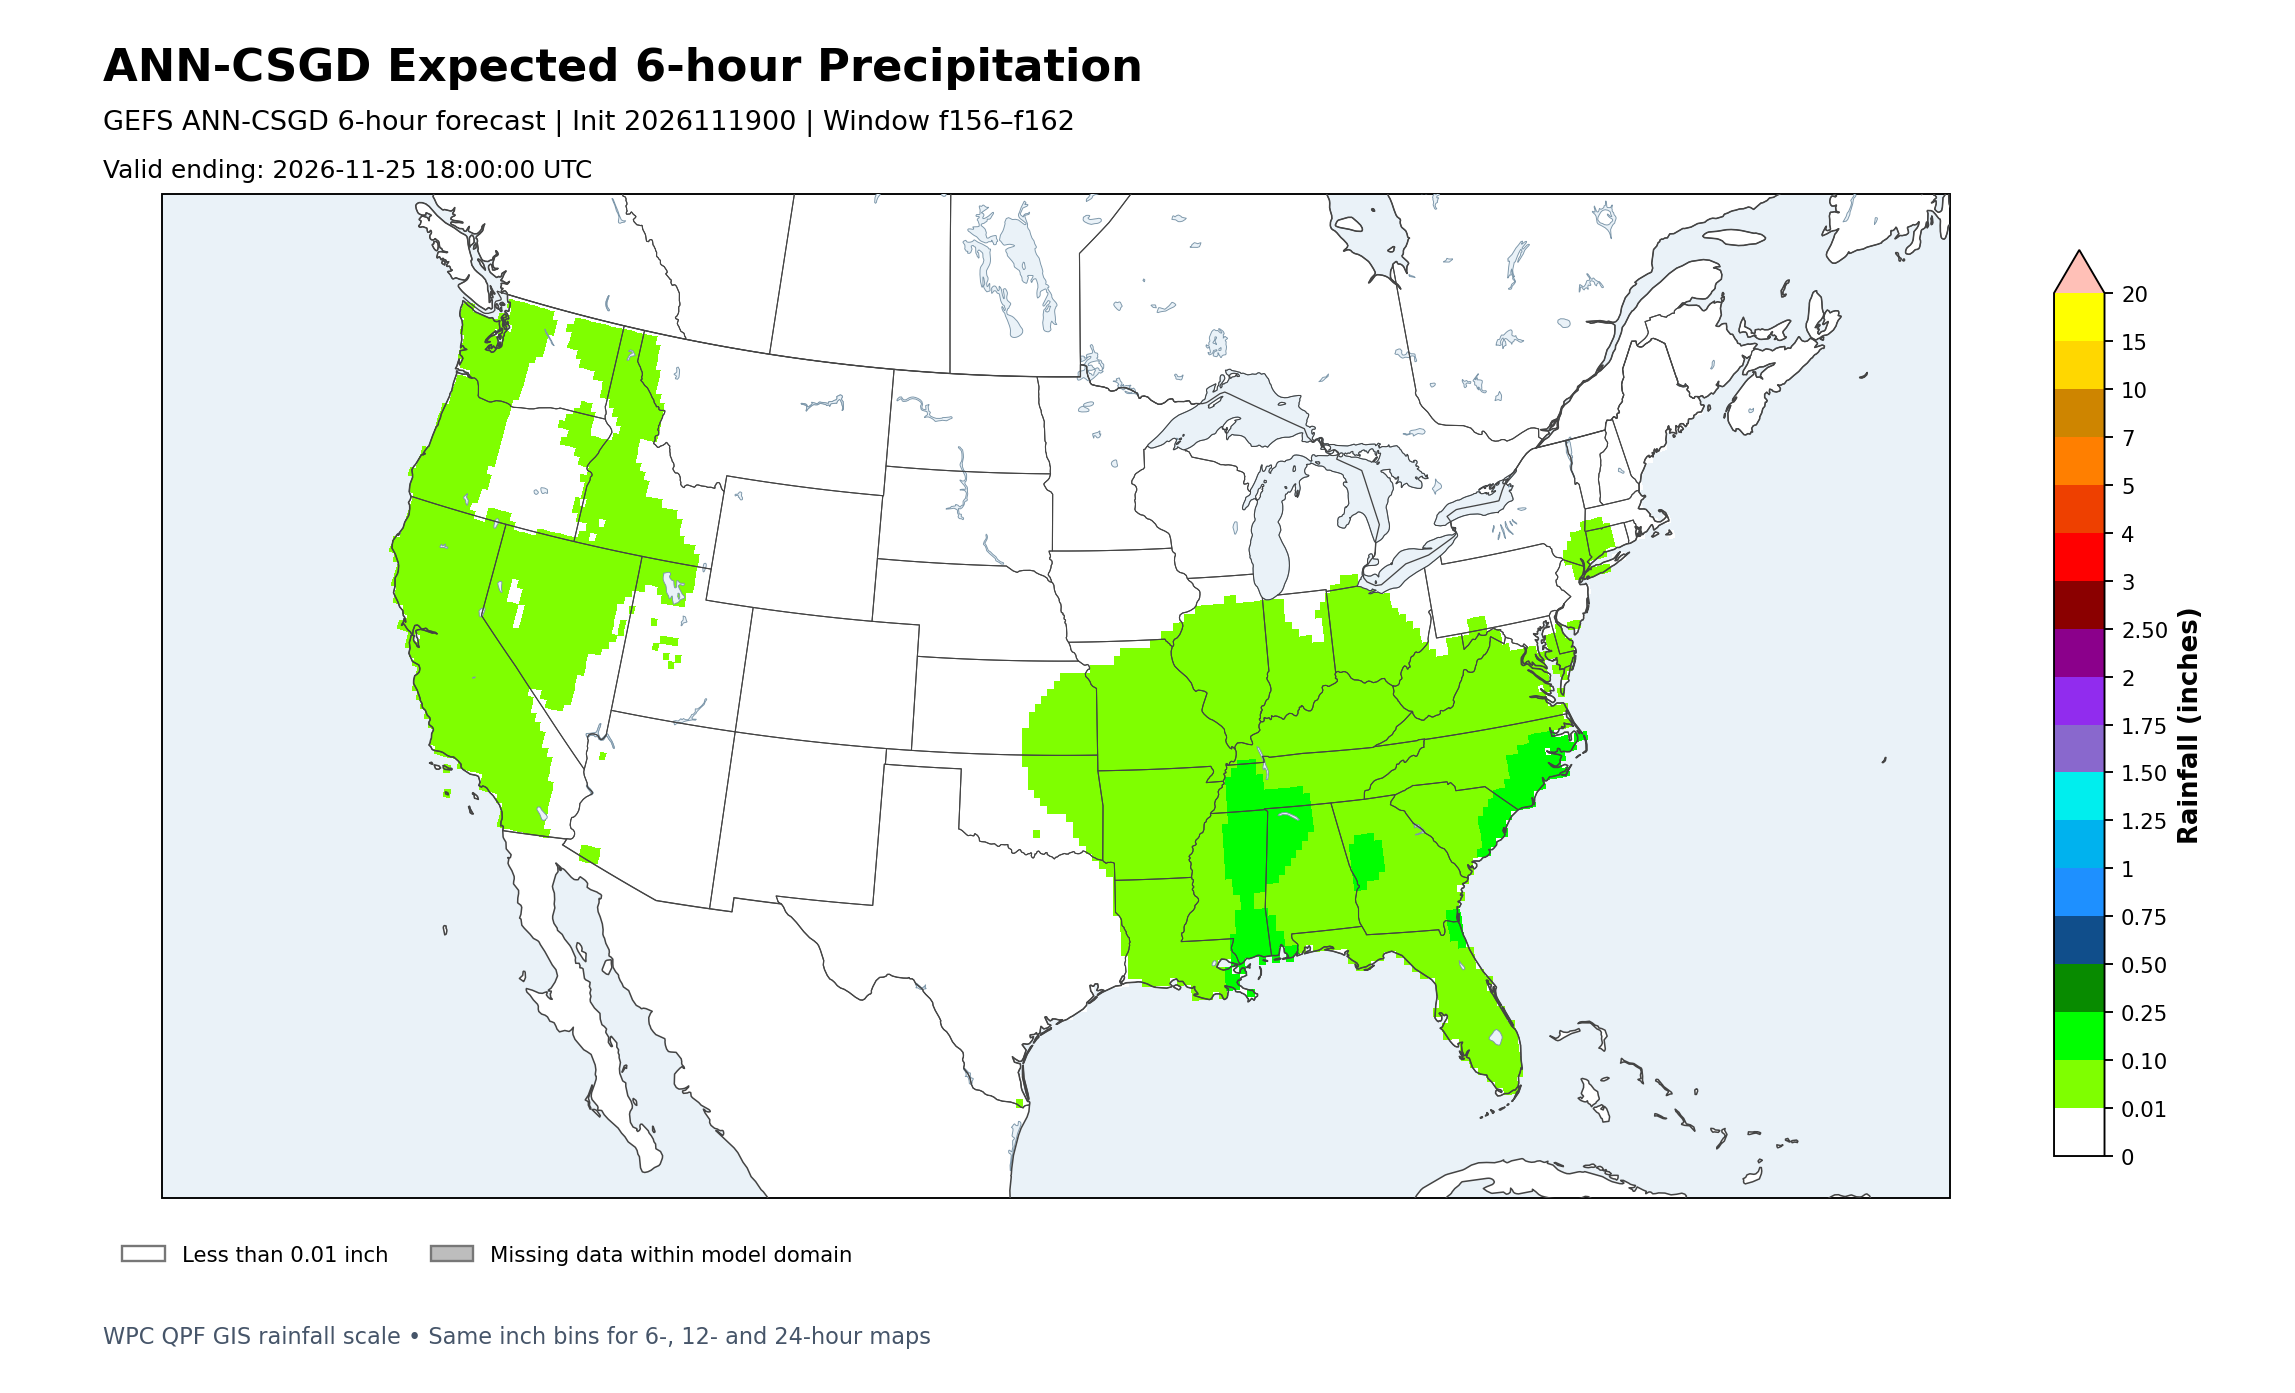 ANN-CSGD Expected 6-hour Precipitation
GEFS ANN-CSGD 6-hour forecast | Init 2026111900 | Window f156–f162
Valid ending: 2026-11-25 18:00:00 UTC
20
15
10
7
5
4
3
2.50
2
1.75
1.50
1.25
1
0.75
0.50
0.25
0.10
0.01
0
Rainfall (inches)
Less than 0.01 inch
Missing data within model domain
WPC QPF GIS rainfall scale • Same inch bins for 6-, 12- and 24-hour maps